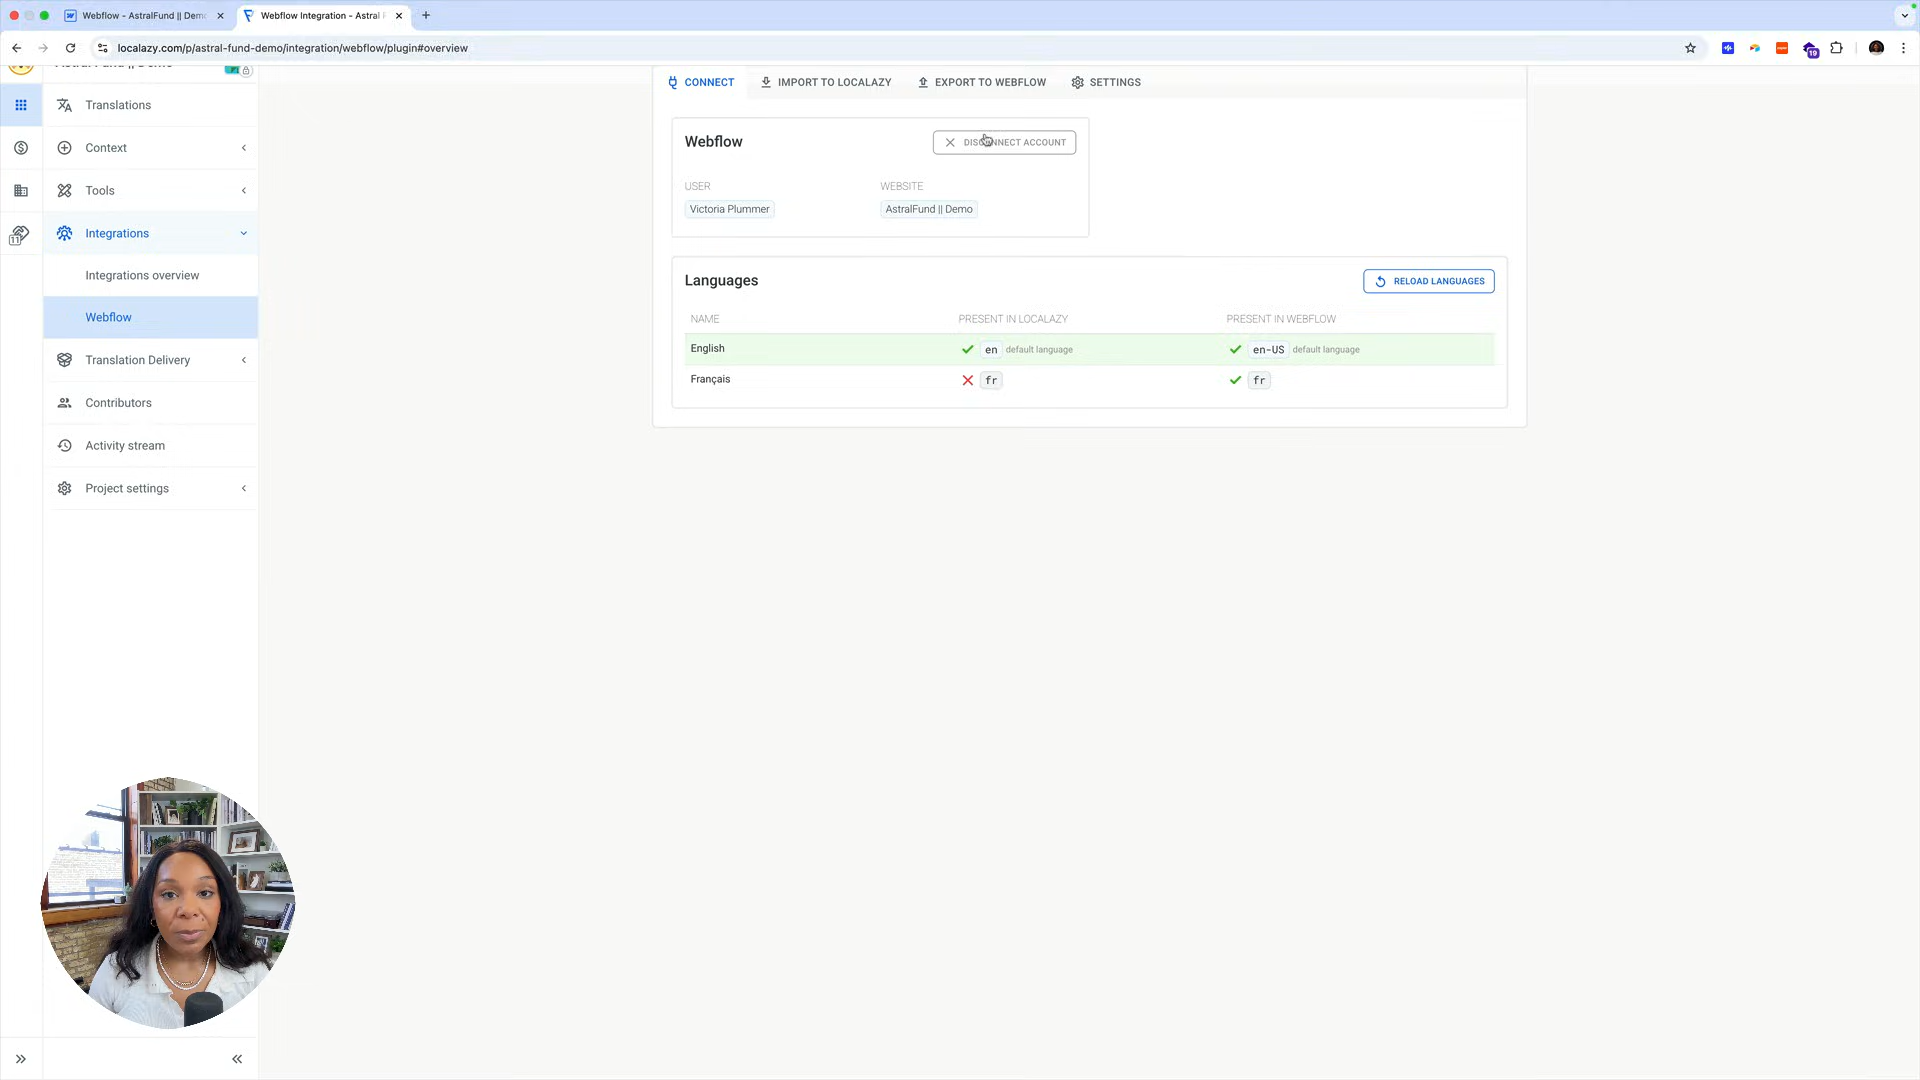 Webflow - AstralFund || Dem
Webflow Integration - Astral F
localazy.com/p/astral-fund-demo/integration/webflow/plugin#overview
19
Translations
Context
Tools
Integrations
Integrations overview
Webflow
Translation Delivery
Contributors
Activity stream
Project settings
11
CONNECT
IMPORT TO LOCALAZY
EXPORT TO WEBFLOW
SETTINGS
Webflow
DISCONNECT ACCOUNT
USER
WEBSITE
Victoria Plummer
AstralFund || Demo
Languages
RELOAD LANGUAGES
NAME
PRESENT IN LOCALAZY
PRESENT IN WEBFLOW
English
en default language
en-US default language
Français
fr
fr